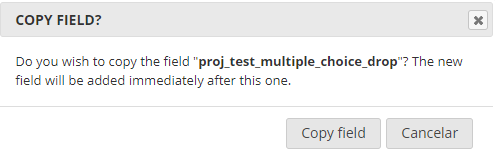 COPY FIELD?
Do you wish to copy the field "proj_test_multiple_choice_drop"? The new
field will be added immediately after this one.
Copy field
Cancelar